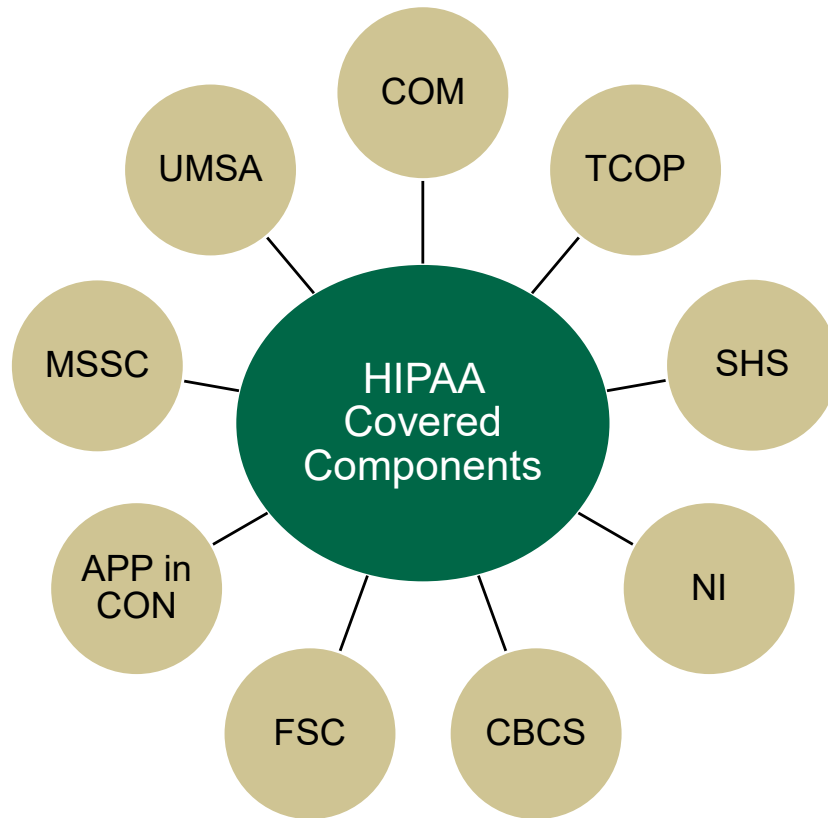 COM
TCOP
SHS
NI
CBCS
FSC
APP in
CON
MSSC
UMSA
HIPAA
Covered
Components